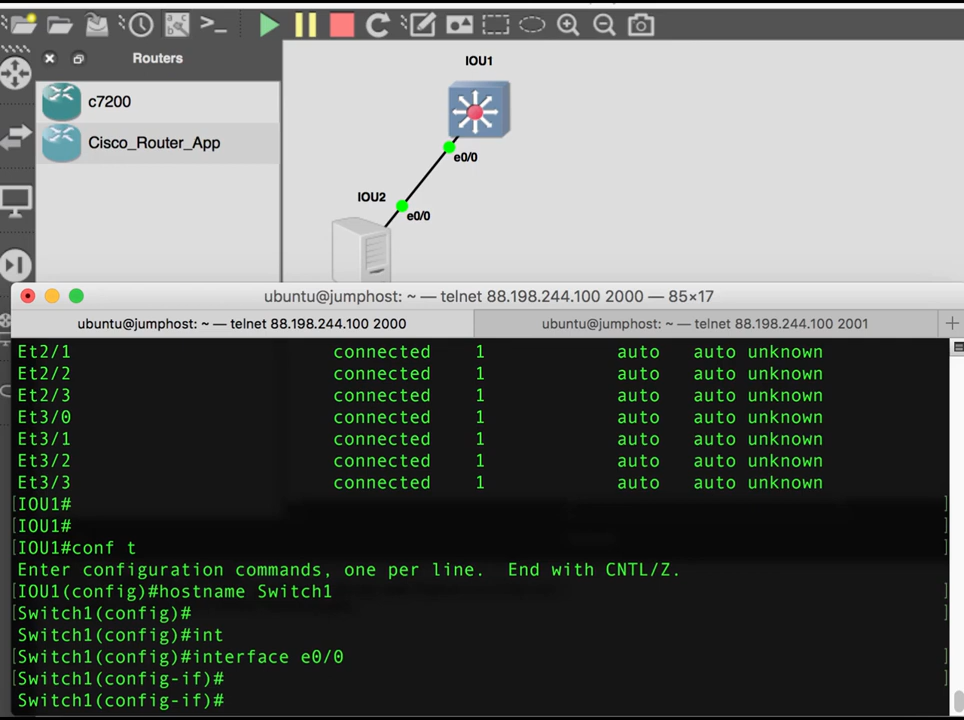 Routers
c7200
Cisco_Router_App
IOU1
e0/0
IOU2
e0/0
ubuntu@jumphost: ~ — telnet 88.198.244.100 2000 — 85×17
ubuntu@jumphost: ~ — telnet 88.198.244.100 2000
ubuntu@jumphost: ~ — telnet 88.198.244.100 2001
Et2/1 connected 1 auto auto unknown
Et2/2 connected 1 auto auto unknown
Et2/3 connected 1 auto auto unknown
Et3/0 connected 1 auto auto unknown
Et3/1 connected 1 auto auto unknown
Et3/2 connected 1 auto auto unknown
Et3/3 connected 1 auto auto unknown
[IOU1# ]
[IOU1# ]
[IOU1#conf t ]
Enter configuration commands, one per line. End with CNTL/Z.
[IOU1(config)#hostname Switch1 ]
[Switch1(config)# ]
Switch1(config)#int
[Switch1(config)#interface e0/0 ]
[Switch1(config-if)# ]
Switch1(config-if)#